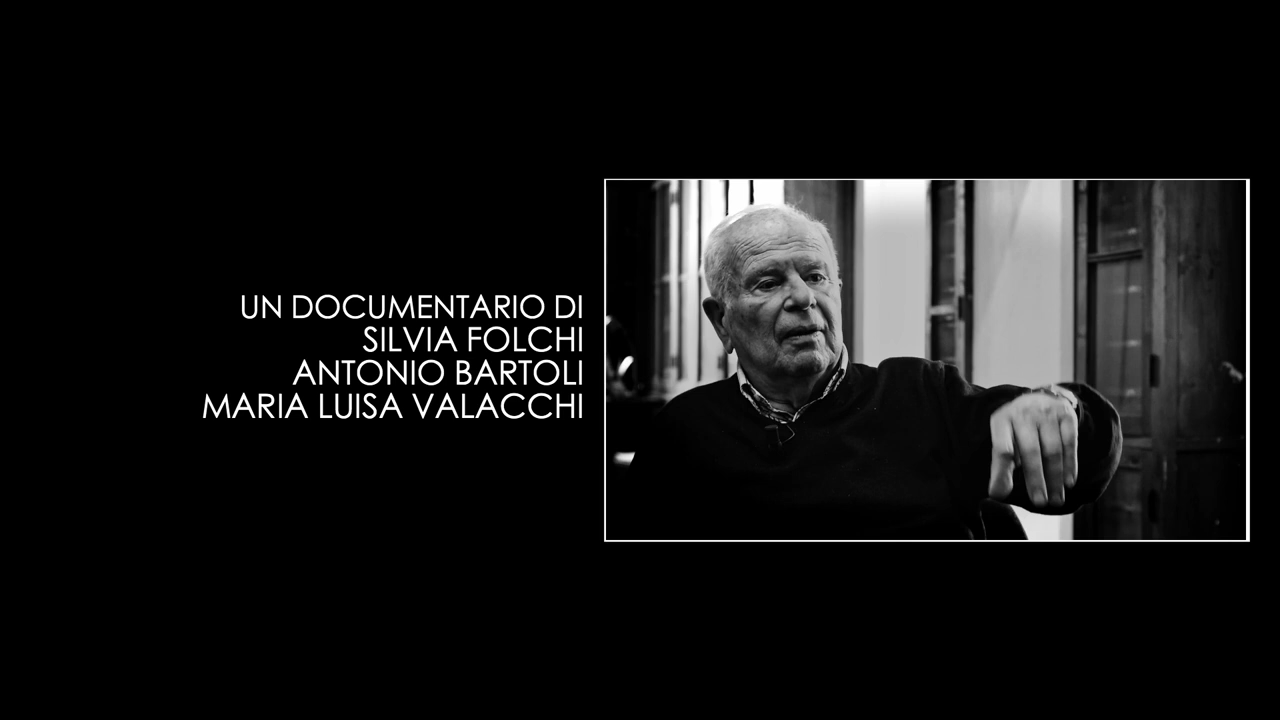 UN DOCUMENTARIO DI
SILVIA FOLCHI
ANTONIO BARTOLI
MARIA LUISA VALACCHI